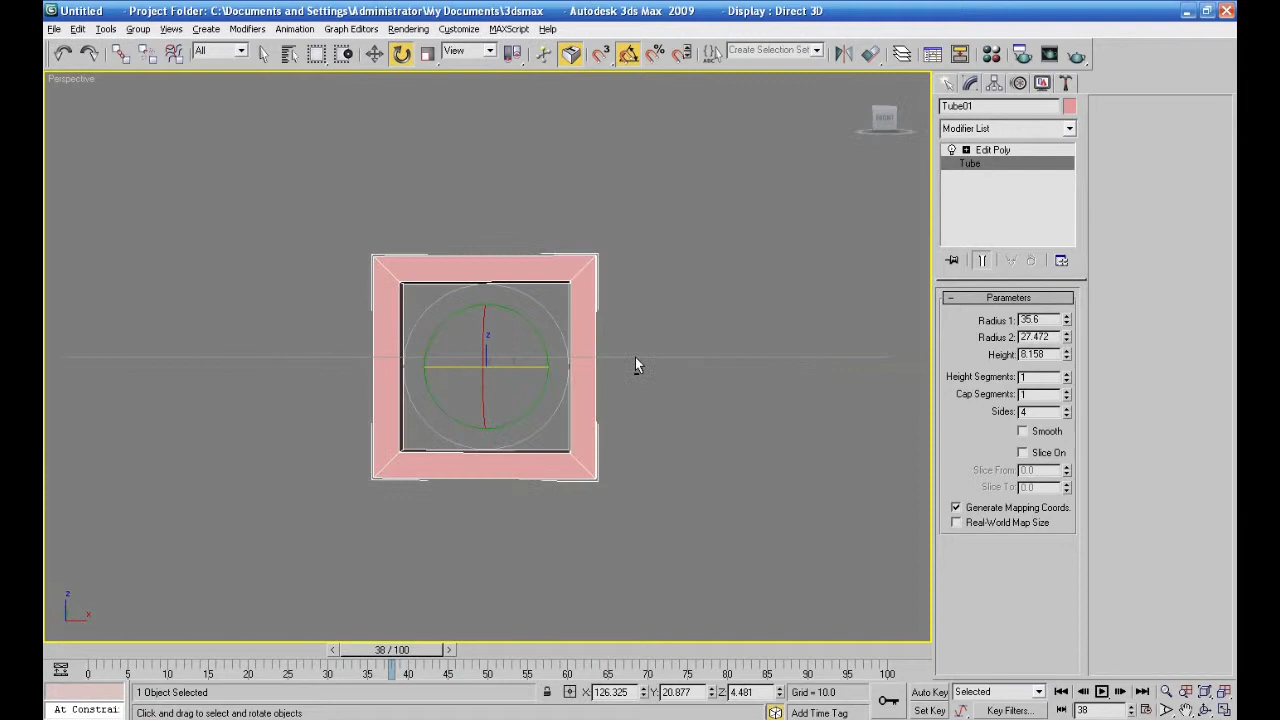 Untitled - Project Folder: C:\Documents and Settings\Administrator\My Documents\3dsmax - Autodesk 3ds Max 2009 - Display : Direct 3D
File Edit Tools Group Views Create Modifiers Animation Graph Editors Rendering Customize MAXScript Help
All View 3 Create Selection Set
Perspective
FRONT
Tube01
Modifier List
Edit Poly
Tube
Parameters
Radius 1: 35.6
Radius 2: 27.472
Height: 8.158
Height Segments: 1
Cap Segments: 1
Sides: 4
Smooth
Slice On
Slice From: 0.0
Slice To: 0.0
Generate Mapping Coords.
Real-World Map Size
z
z
x
38 / 100
0 5 10 15 20 25 30 35 40 45 50 55 60 65 70 75 80 85 90 95 100
1 Object Selected X: 126.325 Y: 20.877 Z: 4.481 Grid = 10.0 Auto Key Selected
At Constrai Click and drag to select and rotate objects Add Time Tag Set Key Key Filters... 38